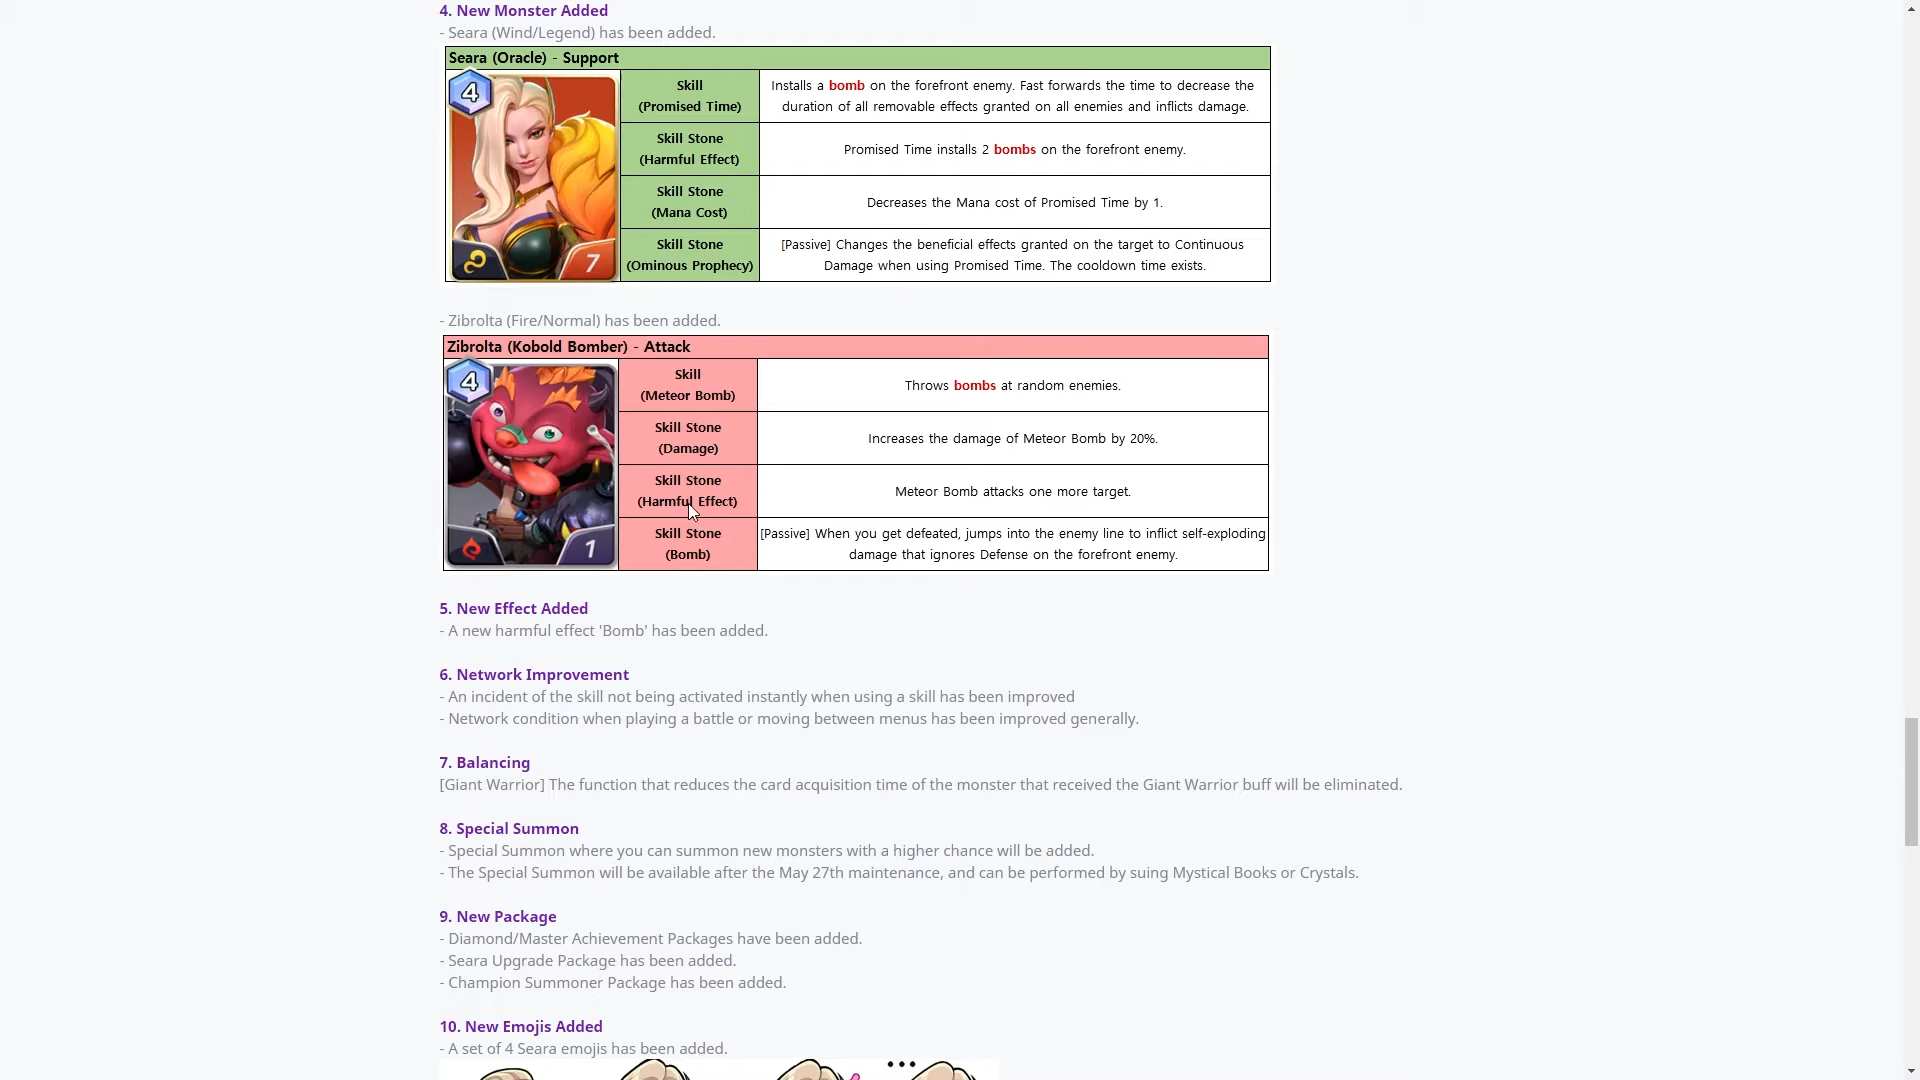 4. New Monster Added
- Seara (Wind/Legend) has been added.
Seara (Oracle) - Support
4
7
Skill
(Promised Time)
Installs a bomb on the forefront enemy. Fast forwards the time to decrease the
duration of all removable effects granted on all enemies and inflicts damage.
Skill Stone
(Harmful Effect)
Promised Time installs 2 bombs on the forefront enemy.
Skill Stone
(Mana Cost)
Decreases the Mana cost of Promised Time by 1.
Skill Stone
(Ominous Prophecy)
[Passive] Changes the beneficial effects granted on the target to Continuous
Damage when using Promised Time. The cooldown time exists.
- Zibrolta (Fire/Normal) has been added.
Zibrolta (Kobold Bomber) - Attack
4
1
Skill
(Meteor Bomb)
Throws bombs at random enemies.
Skill Stone
(Damage)
Increases the damage of Meteor Bomb by 20%.
Skill Stone
(Harmful Effect)
Meteor Bomb attacks one more target.
Skill Stone
(Bomb)
[Passive] When you get defeated, jumps into the enemy line to inflict self-exploding
damage that ignores Defense on the forefront enemy.
5. New Effect Added
- A new harmful effect 'Bomb' has been added.
6. Network Improvement
- An incident of the skill not being activated instantly when using a skill has been improved
- Network condition when playing a battle or moving between menus has been improved generally.
7. Balancing
[Giant Warrior] The function that reduces the card acquisition time of the monster that received the Giant Warrior buff will be eliminated.
8. Special Summon
- Special Summon where you can summon new monsters with a higher chance will be added.
- The Special Summon will be available after the May 27th maintenance, and can be performed by suing Mystical Books or Crystals.
9. New Package
- Diamond/Master Achievement Packages have been added.
- Seara Upgrade Package has been added.
- Champion Summoner Package has been added.
10. New Emojis Added
- A set of 4 Seara emojis has been added.